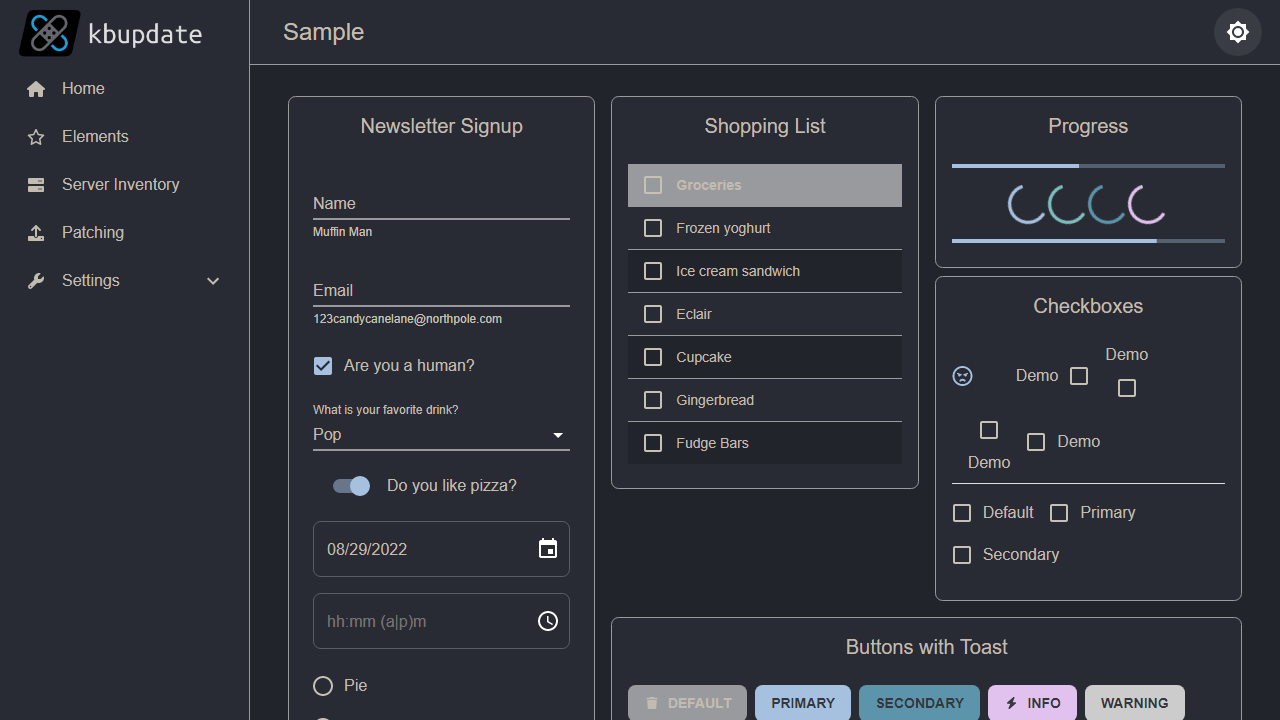 kbupdate
Home
Elements
Server Inventory
Patching
Settings
Sample
Newsletter Signup
Name
Muffin Man
Email
123candycanelane@northpole.com
Are you a human?
What is your favorite drink?
Pop
Do you like pizza?
08/29/2022
hh:mm (a|p)m
Pie
Shopping List
Groceries
Frozen yoghurt
Ice cream sandwich
Eclair
Cupcake
Gingerbread
Fudge Bars
Progress
Checkboxes
Demo
Demo
Demo
Demo
Default
Primary
Secondary
Buttons with Toast
DEFAULT
PRIMARY
SECONDARY
INFO
WARNING